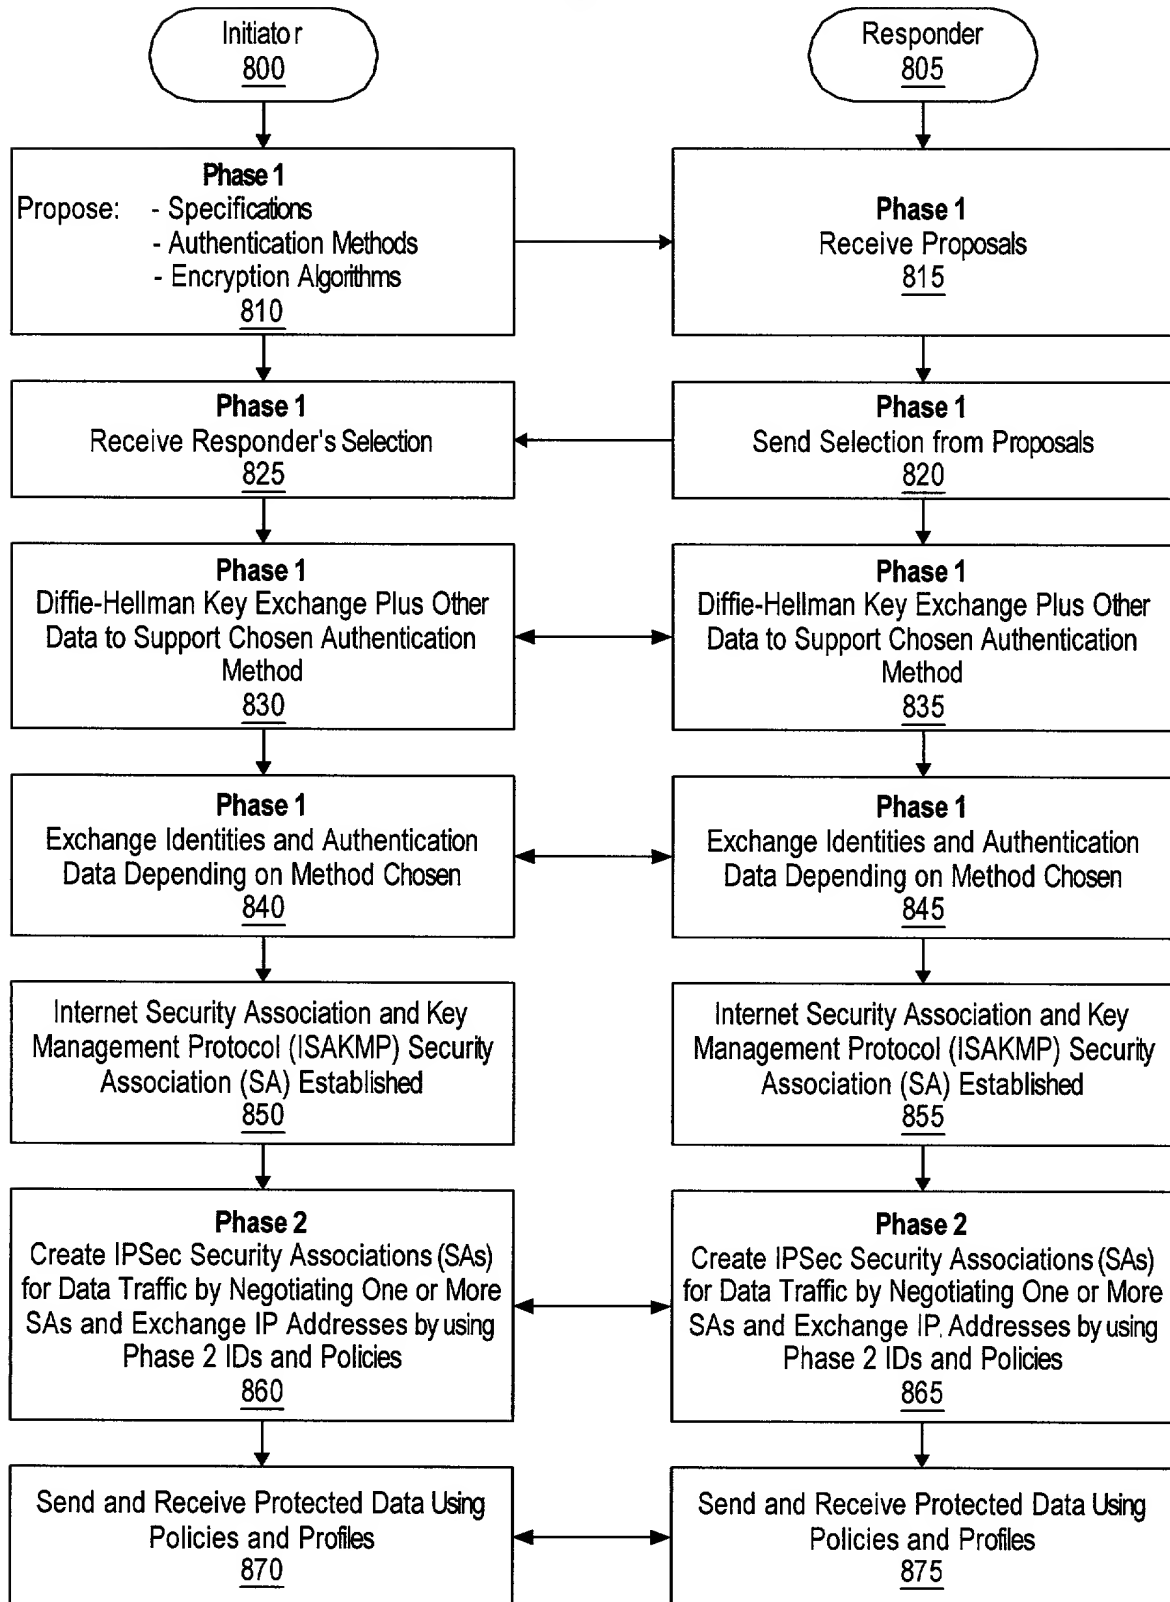 Initiator
800
Responder
805
Phase 1
Propose: - Specifications
- Authentication Methods
- Encryption Algorithms
810
Phase 1
Receive Proposals
815
Phase 1
Receive Responder's Selection
825
Phase 1
Send Selection from Proposals
820
Phase 1
Diffie-Hellman Key Exchange Plus Other
Data to Support Chosen Authentication
Method
830
Phase 1
Diffie-Hellman Key Exchange Plus Other
Data to Support Chosen Authentication
Method
835
Phase 1
Exchange Identities and Authentication
Data Depending on Method Chosen
840
Phase 1
Exchange Identities and Authentication
Data Depending on Method Chosen
845
Internet Security Association and Key
Management Protocol (ISAKMP) Security
Association (SA) Established
850
Internet Security Association and Key
Management Protocol (ISAKMP) Security
Association (SA) Established
855
Phase 2
Create IPSec Security Associations (SAs)
for Data Traffic by Negotiating One or More
SAs and Exchange IP Addresses by using
Phase 2 IDs and Policies
860
Phase 2
Create IPSec Security Associations (SAs)
for Data Traffic by Negotiating One or More
SAs and Exchange IP Addresses by using
Phase 2 IDs and Policies
865
Send and Receive Protected Data Using
Policies and Profiles
870
Send and Receive Protected Data Using
Policies and Profiles
875